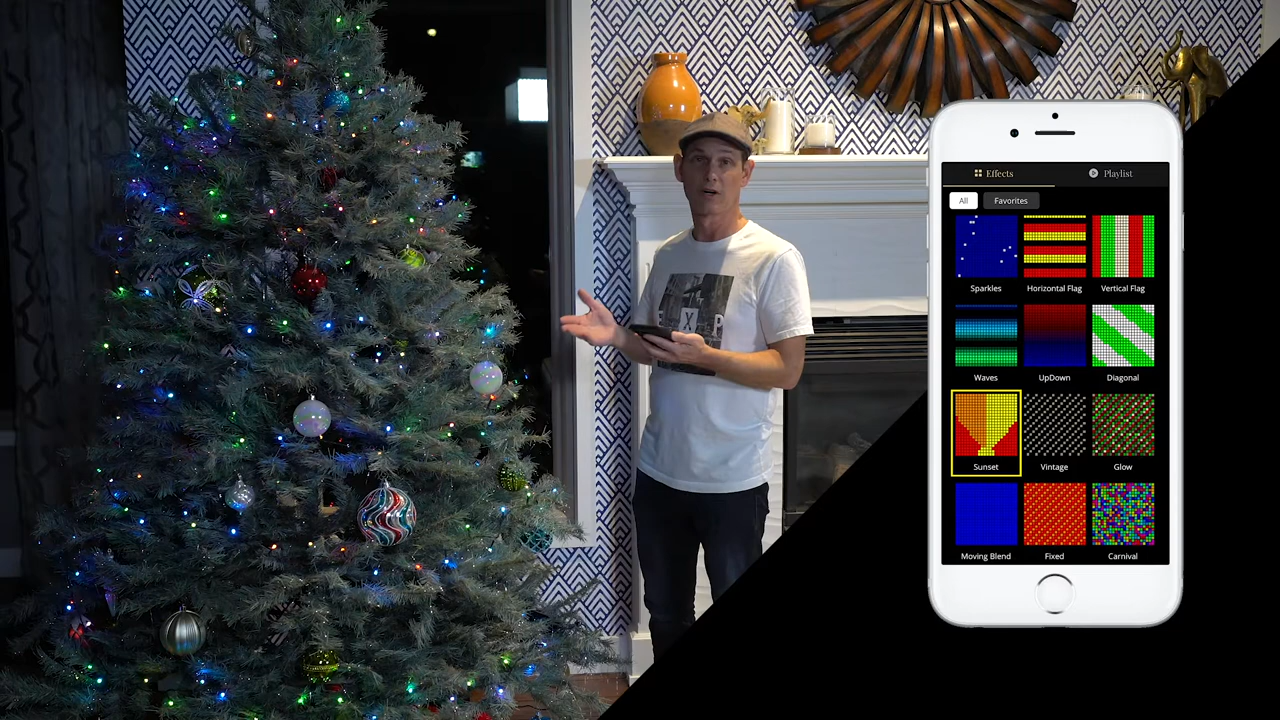 X P
Effects
Playlist
All
Favorites
Sparkles
Horizontal Flag
Vertical Flag
Waves
UpDown
Diagonal
Sunset
Vintage
Glow
Moving Blend
Fixed
Carnival